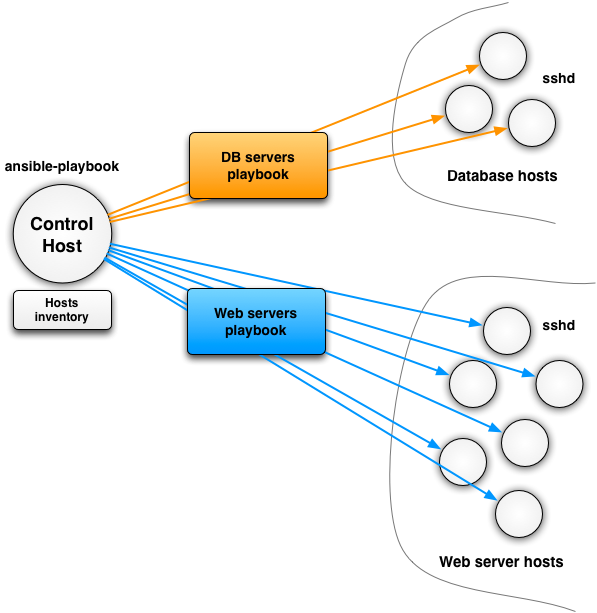 sshd
DB servers
playbook
ansible-playbook
Database hosts
Control
Host
Hosts
inventory
Web servers
playbook
sshd
Web server hosts